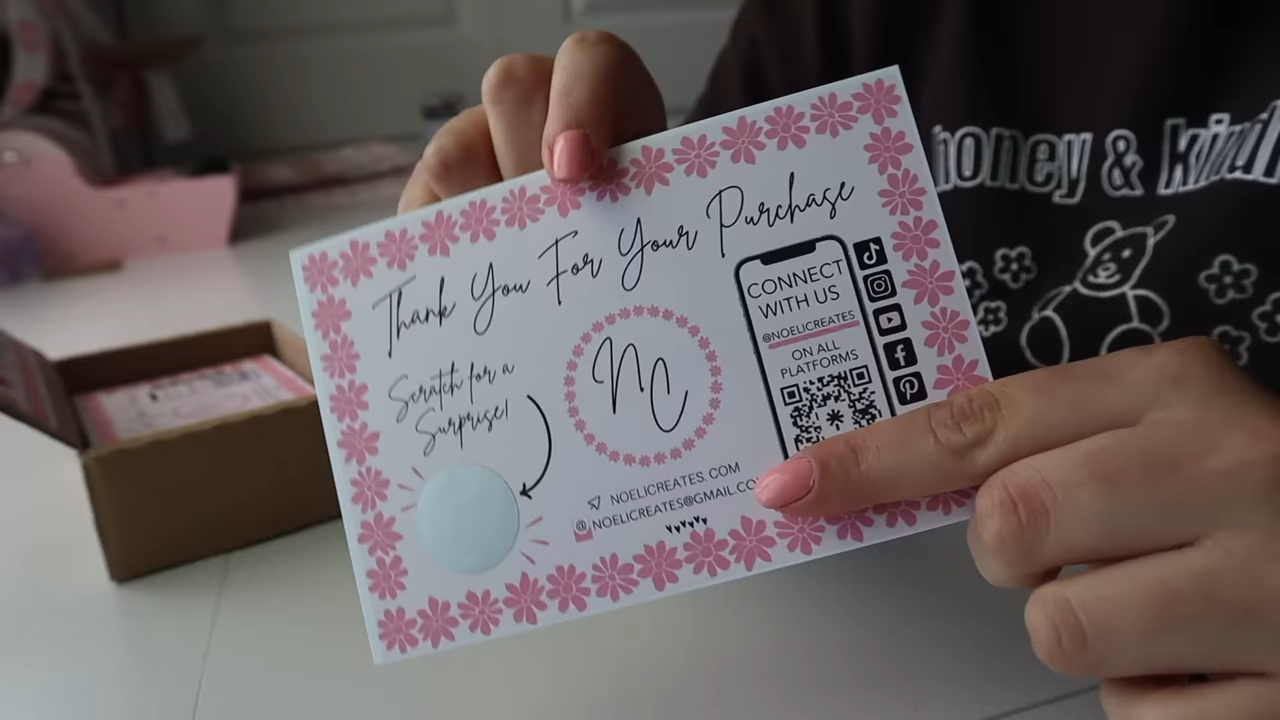 Thank You For Your Purchase
Scratch for a
Surprise!
NC
NOELICREATES.COM
@ NOELICREATES@GMAIL.CO
CONNECT
WITH US
@NOELICREATES
ON ALL
PLATFORMS
honey & kind